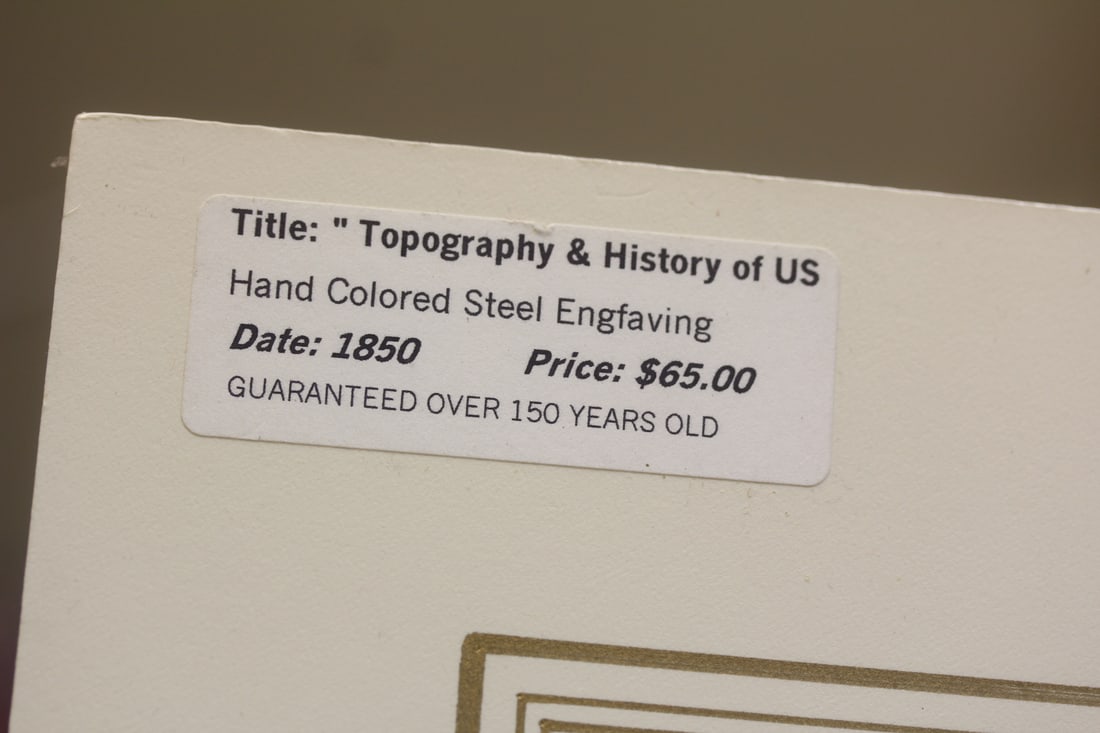 Title: " Topography & History of US
Hand Colored Steel Engfaving
Date: 1850 Price: $65.00
GUARANTEED OVER 150 YEARS OLD